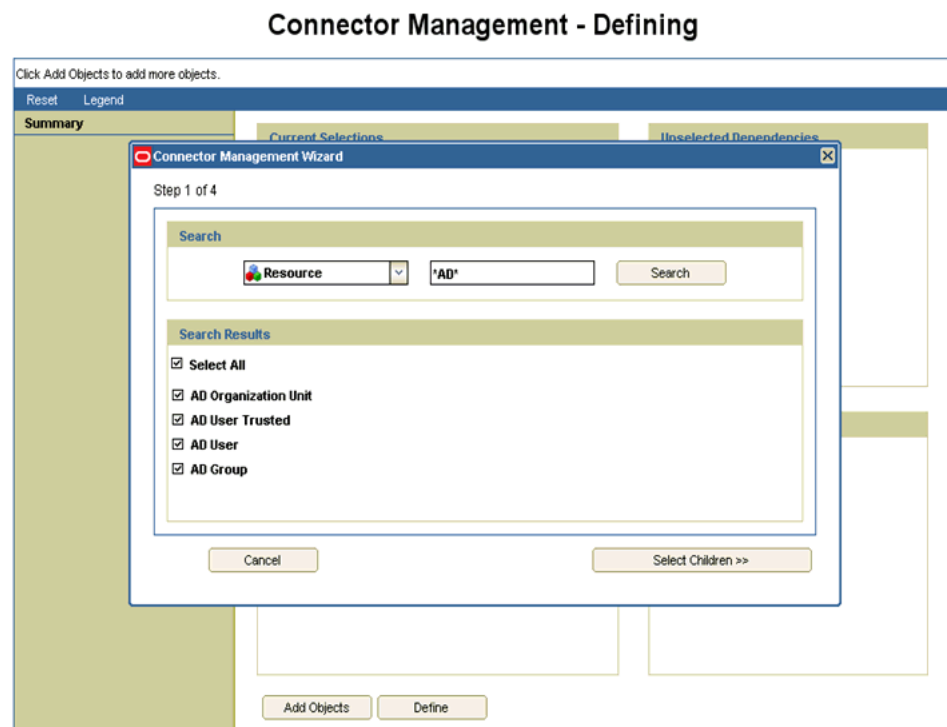 Connector Management - Defining
Click Add Objects to add more objects.
Reset Legend
Summary
Current Selections Unselected Dependencies
Connector Management Wizard
Step 1 of 4
Search
Resource *AD* Search
Search Results
Select All
AD Organization Unit
AD User Trusted
AD User
AD Group
Cancel Select Children >>
Add Objects Define